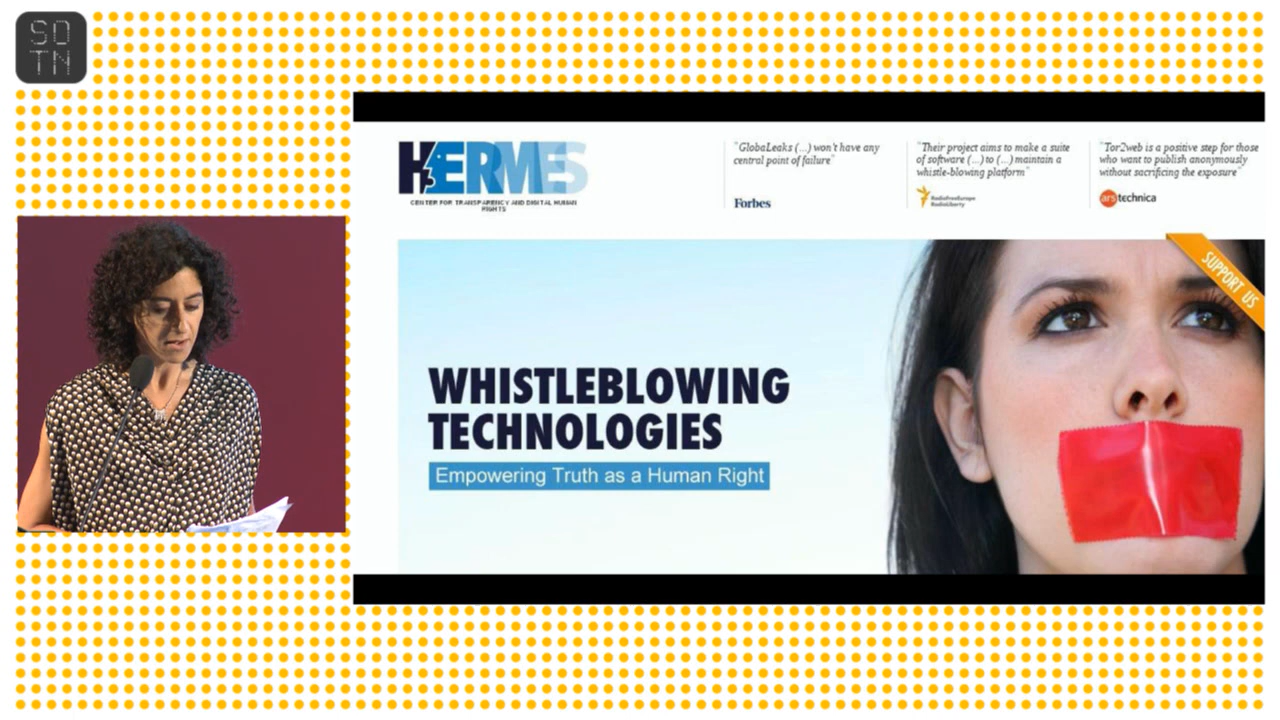 SD
TN
HERMES
CENTER FOR TRANSPARENCY AND DIGITAL HUMAN
RIGHTS
"GlobaLeaks (...) won't have any
central point of failure"
Forbes
"Their project aims to make a suite
of software (...) to (...) maintain a
whistle-blowing platform"
RadioFreeEurope
RadioLiberty
"Tor2web is a positive step for those
who want to publish anonymously
without sacrificing the exposure"
ars technica
SUPPORT US
WHISTLEBLOWING
TECHNOLOGIES
Empowering Truth as a Human Right